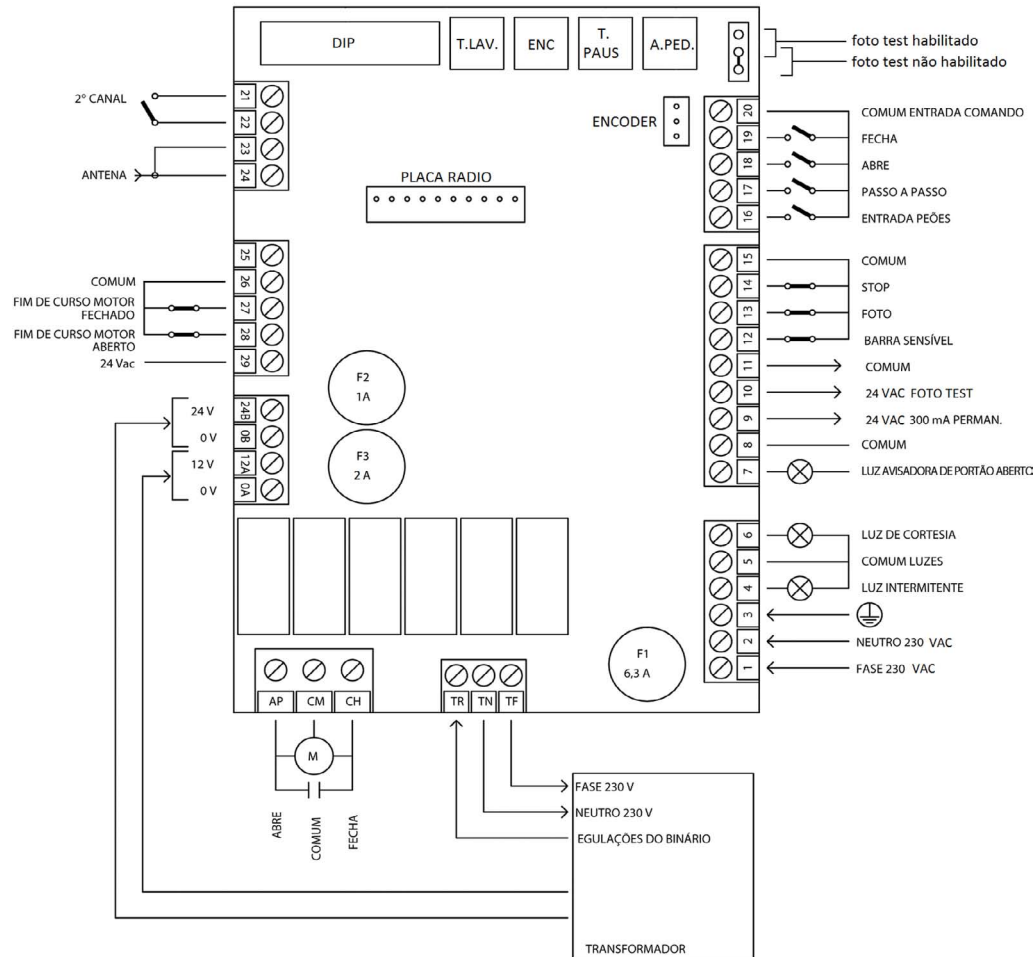 DIP
T.LAV.
ENC
T. PAUS
A.PED.
foto test habilitado
foto test não habilitado
2º CANAL
21
22
23
24
ANTENA
ENCODER
PLACA RADIO
20 COMUM ENTRADA COMANDO
19 FECHA
18 ABRE
17 PASSO A PASSO
16 ENTRADA PEÕES
25
COMUM 26
FIM DE CURSO MOTOR
FECHADO 27
FIM DE CURSO MOTOR
ABERTO 28
24 Vac 29
15 COMUM
14 STOP
13 FOTO
12 BARRA SENSÍVEL
11 COMUM
10 24 VAC FOTO TEST
9 24 VAC 300 mA PERMAN.
8 COMUM
7 LUZ AVISADORA DE PORTÃO ABERTO
F2
1A
F3
2 A
24 V 24B
0 V 0B
12 V 12A
0 V 0A
6 LUZ DE CORTESIA
5 COMUM LUZES
4 LUZ INTERMITENTE
3
2 NEUTRO 230 VAC
1 FASE 230 VAC
F1
6,3 A
AP
CM
CH
TR
TN
TF
M
ABRE
COMUM
FECHA
FASE 230 V
NEUTRO 230 V
EGULAÇÕES DO BINÁRIO
TRANSFORMADOR